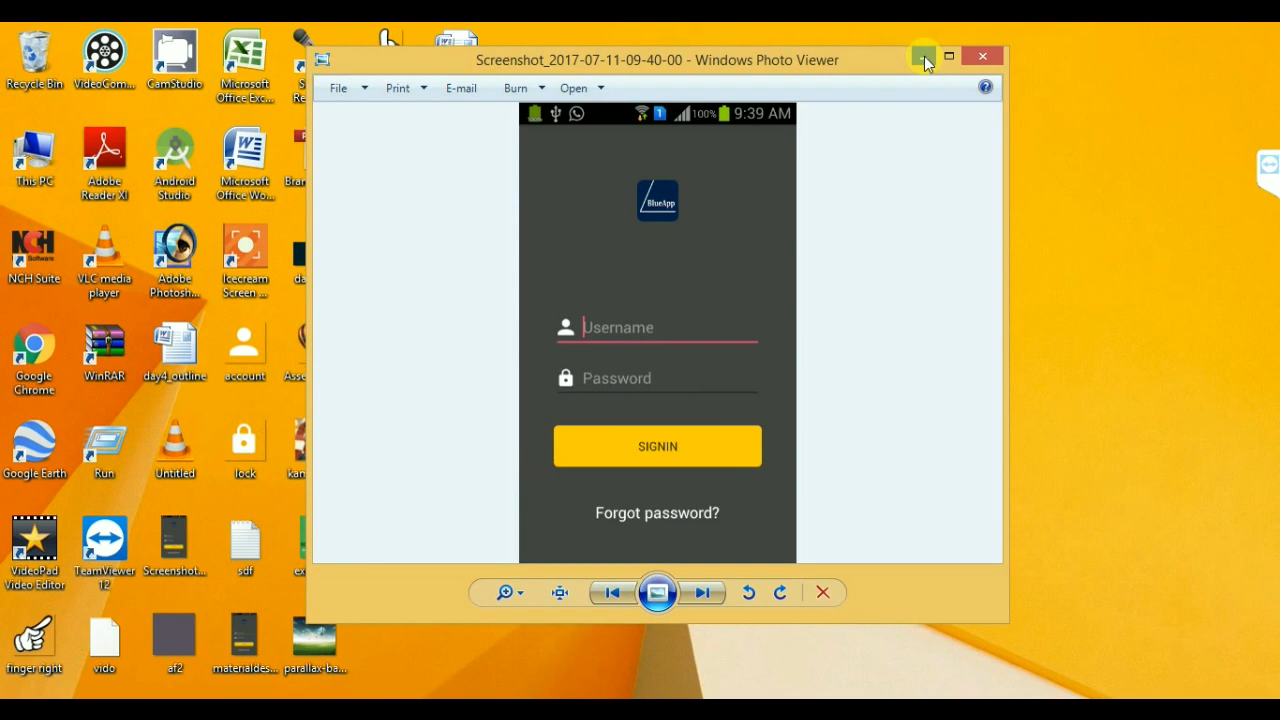 Screenshot_2017-07-11-09-40-00 - Windows Photo Viewer
File Print E-mail Burn Open
1 100% 9:39 AM
BlueApp
Username
Password
SIGNIN
Forgot password?
Recycle Bin
VideoCom...
CamStudio
Microsoft
Office Exc...
This PC
Adobe
Reader XI
Android
Studio
Microsoft
Office Wo...
NCH
Software
NCH Suite
VLC media
player
Adobe
Photosh...
Icecream
Screen ...
Google
Chrome
WinRAR
day4_outline
account
Google Earth
Run
Untitled
lock
VideoPad
Video Editor
TeamViewer
12
Screenshot...
sdf
finger right
vido
af2
materialdes...
parallax-ba...